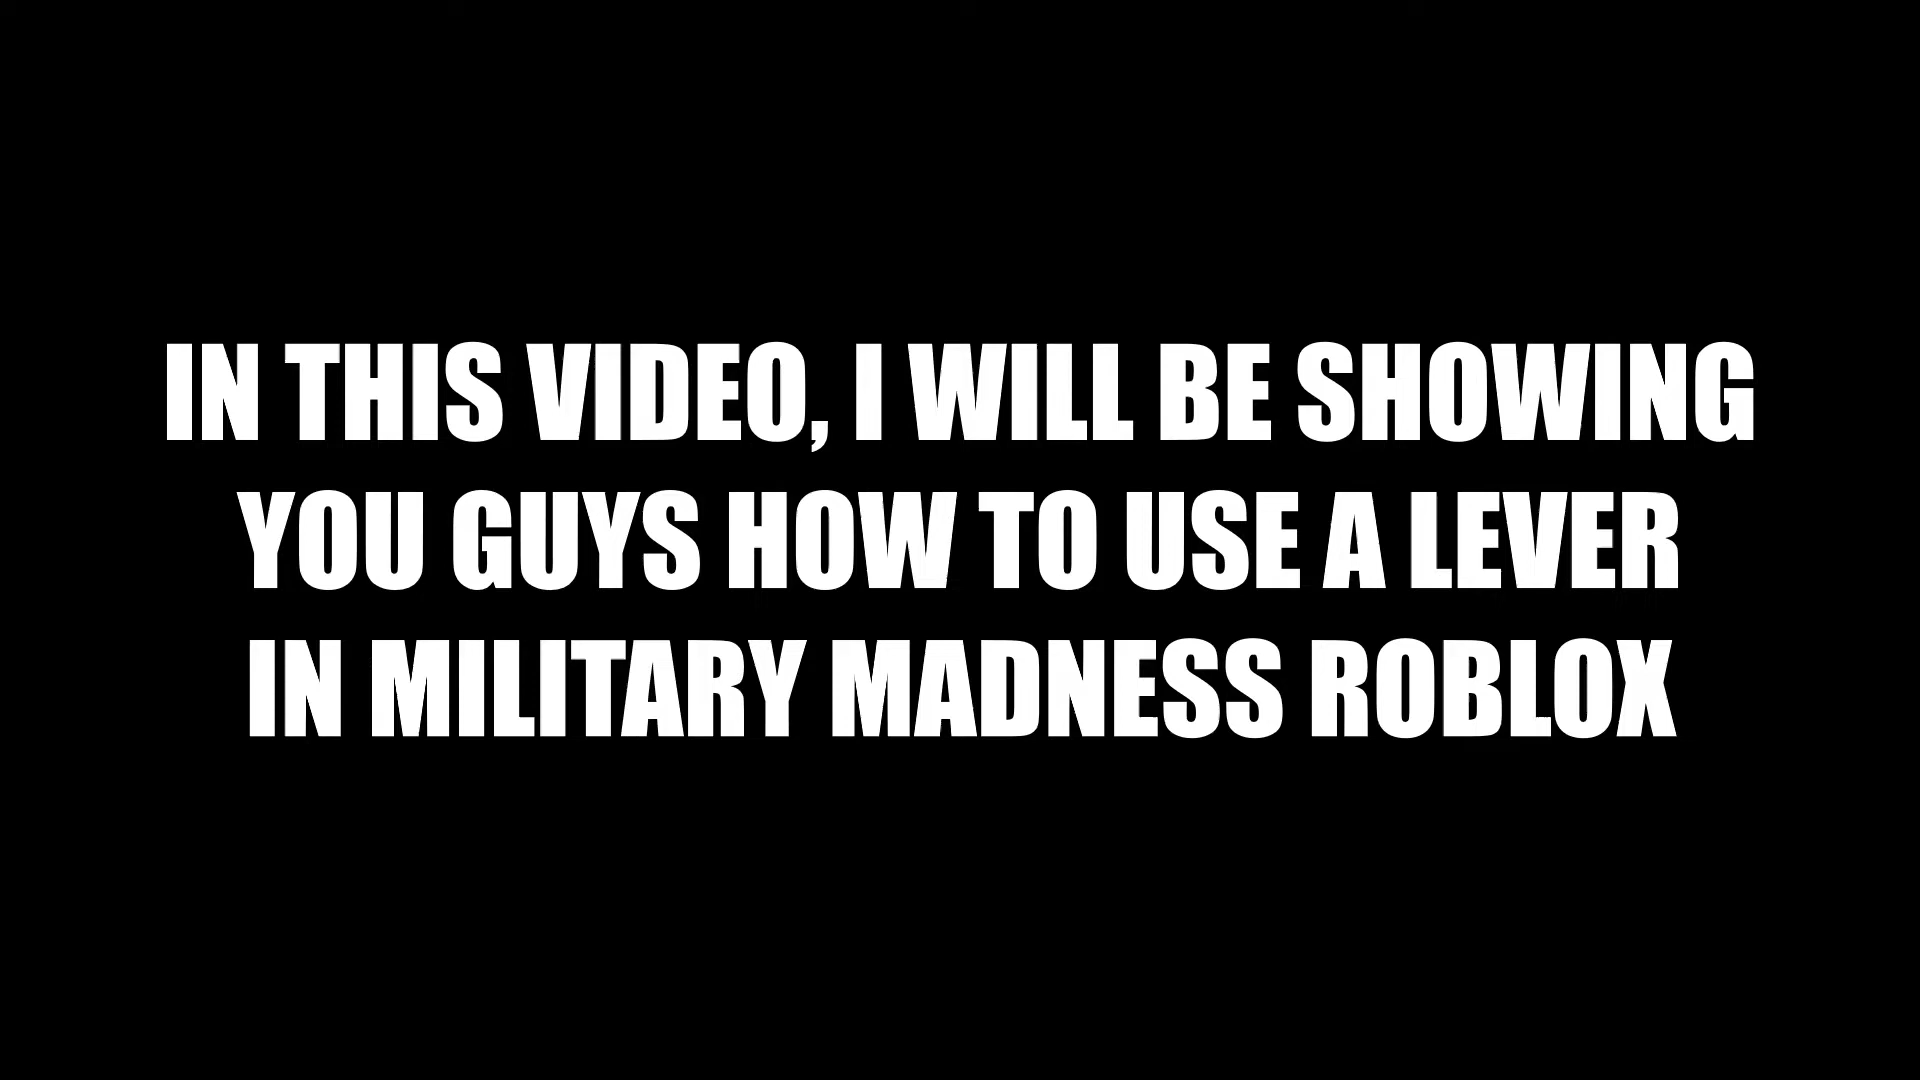 IN THIS VIDEO, I WILL BE SHOWING
YOU GUYS HOW TO USE A LEVER
IN MILITARY MADNESS ROBLOX